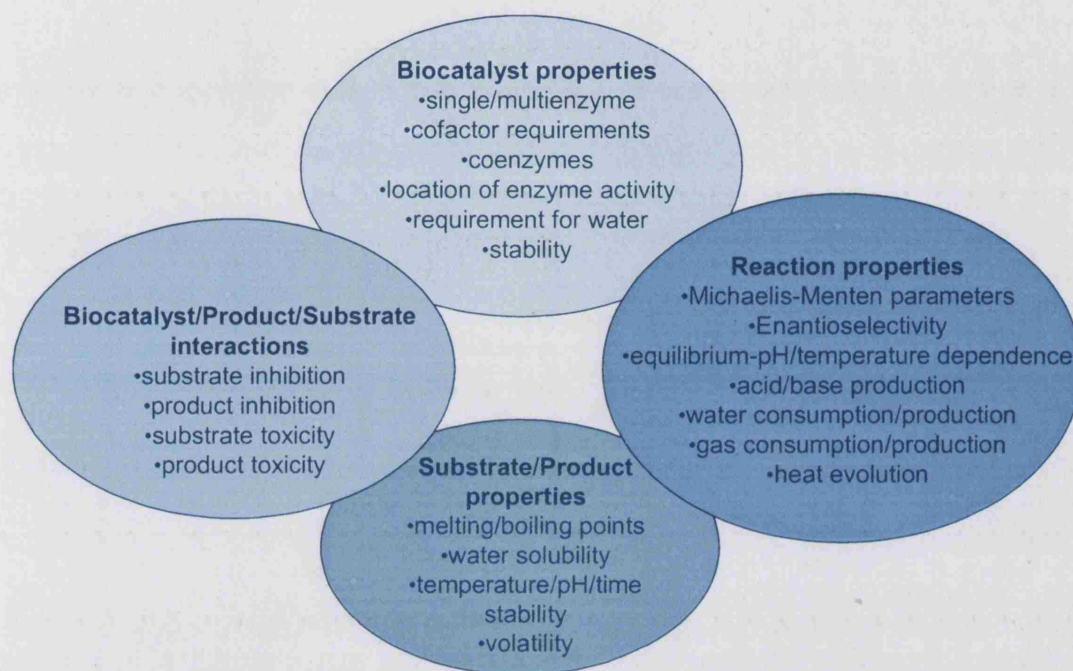 Biocatalyst properties
•single/multienzyme
•cofactor requirements
•coenzymes
•location of enzyme activity
•requirement for water
•stability
Biocatalyst/Product/Substrate
interactions
•substrate inhibition
•product inhibition
•substrate toxicity
•product toxicity
Reaction properties
•Michaelis-Menten parameters
•Enantioselectivity
•equilibrium-pH/temperature dependence
•acid/base production
•water consumption/production
•gas consumption/production
•heat evolution
Substrate/Product
properties
•melting/boiling points
•water solubility
•temperature/pH/time
stability
•volatility